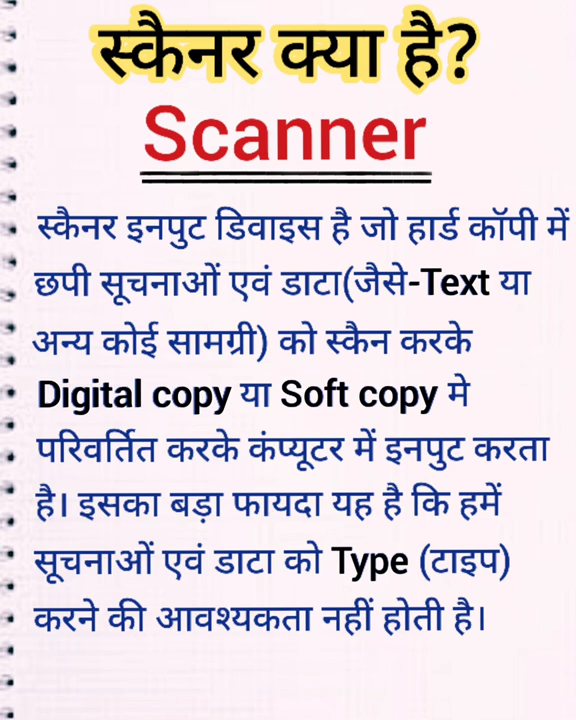 स्कैनर क्या है?
Scanner
स्कैनर इनपुट डिवाइस है जो हार्ड कॉपी में
छपी सूचनाओं एवं डाटा(जैसे-Text या
अन्य कोई सामग्री) को स्कैन करके
Digital copy या Soft copy मे
परिवर्तित करके कंप्यूटर में इनपुट करता
है। इसका बड़ा फायदा यह है कि हमें
सूचनाओं एवं डाटा को Type (टाइप)
करने की आवश्यकता नहीं होती है।